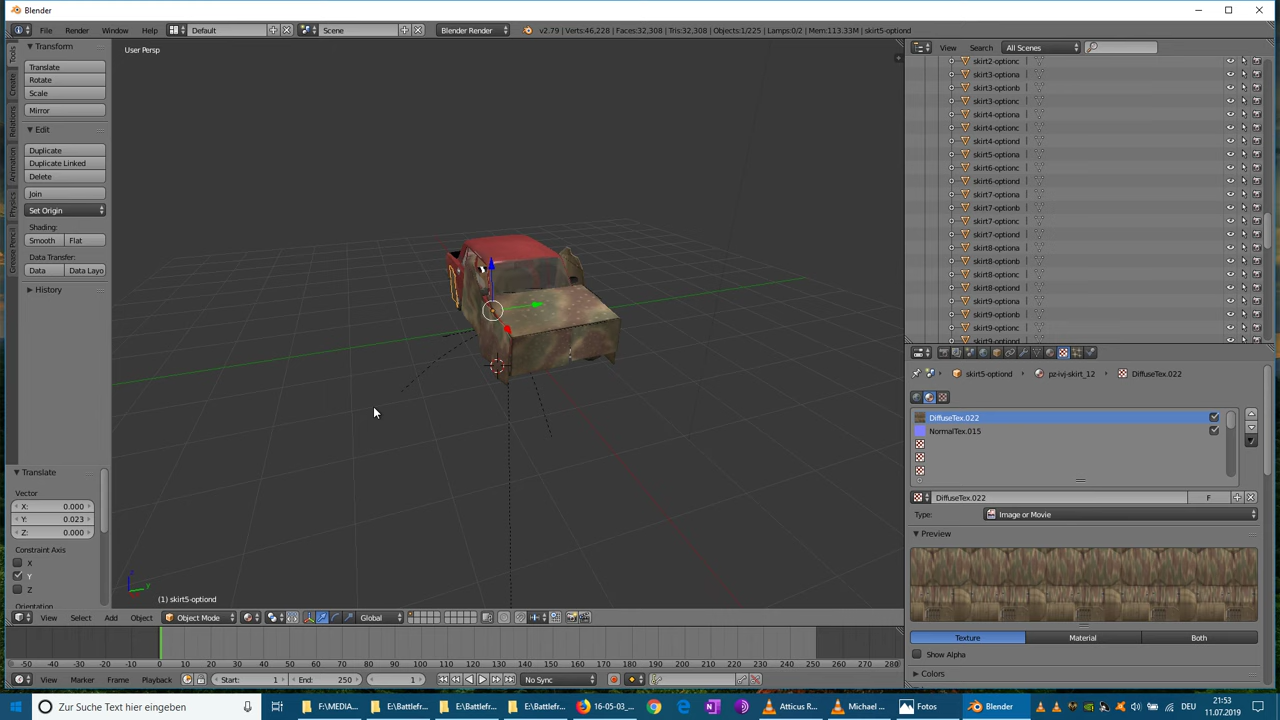 Blender
File
Render
Window
Help
Default
Scene
Blender Render
v2.79 | Verts:46,228 | Faces:32,308 | Tris:32,308 | Objects:1/225 | Lamps:0/2 | Mem:113.33M | skirt5-optiond
Tools
Create
Relations
Animation
Physics
Grease Pencil
Transform
Translate
Rotate
Scale
Mirror
Edit
Duplicate
Duplicate Linked
Delete
Join
Set Origin
Shading:
Smooth
Flat
Data Transfer:
Data
Data Layo
History
Translate
Vector
X: 0.000
Y: 0.023
Z: 0.000
Constraint Axis
X
Y
Z
Orientation
User Persp
(1) skirt5-optiond
View
Select
Add
Object
Object Mode
Global
-50 -40 -30 -20 -10 0 10 20 30 40 50 60 70 80 90 100 110 120 130 140 150 160 170 180 190 200 210 220 230 240 250 260 270 280
View
Marker
Frame
Playback
Start: 1
End: 250
1
No Sync
View
Search
All Scenes
skirt2-optionc
skirt3-optiona
skirt3-optionb
skirt3-optionc
skirt4-optiona
skirt4-optionc
skirt4-optiond
skirt5-optiona
skirt6-optionc
skirt6-optiond
skirt7-optiona
skirt7-optionb
skirt7-optionc
skirt7-optiond
skirt8-optiona
skirt8-optionb
skirt8-optionc
skirt8-optiond
skirt9-optiona
skirt9-optionb
skirt9-optionc
skirt5-optiond
pz-ivj-skirt_12
DiffuseTex.022
DiffuseTex.022
NormalTex.015
DiffuseTex.022
F
Type:
Image or Movie
Preview
Texture
Material
Both
Show Alpha
Colors
Zur Suche Text hier eingeben
F:\MEDIA...
E:\Battlefr...
E:\Battlefr...
E:\Battlefr...
16-05-03_...
Atticus R...
Michael ...
Fotos
Blender
DEU
21:53
11.07.2019